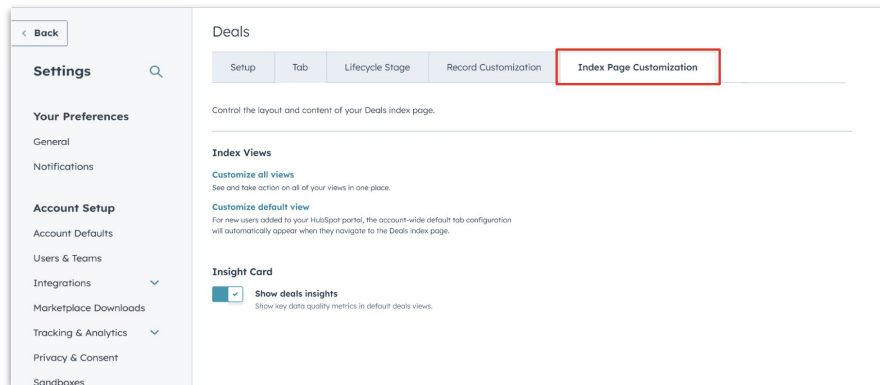 Back
Settings
Your Preferences
General
Notifications
Account Setup
Account Defaults
Users & Teams
Integrations
Marketplace Downloads
Tracking & Analytics
Privacy & Consent
Sandboxes
Deals
Setup
Tab
Lifecycle Stage
Record Customization
Index Page Customization
Control the layout and content of your Deals index page.
Index Views
Customize all views
See and take action on all of your views in one place.
Customize default view
For new users added to your HubSpot portal, the account-wide default tab configuration
will automatically appear when they navigate to the Deals index page.
Insight Card
Show deals insights
Show key data quality metrics in default deals views.